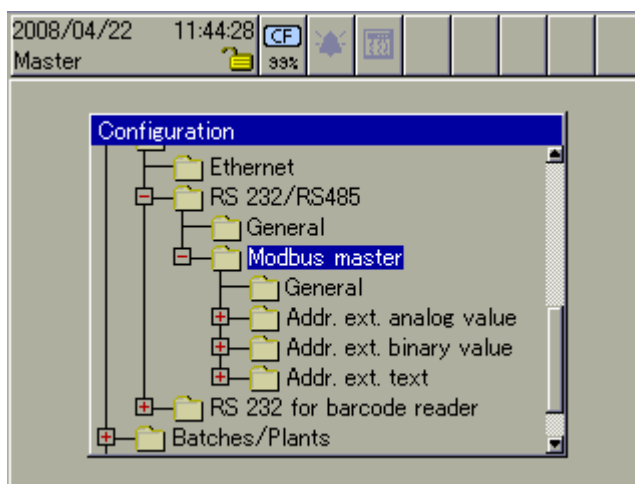 2008/04/22 11:44:28 CF
Master 99%
Configuration
Ethernet
RS 232/RS485
General
Modbus master
General
Addr. ext. analog value
Addr. ext. binary value
Addr. ext. text
RS 232 for barcode reader
Batches/Plants